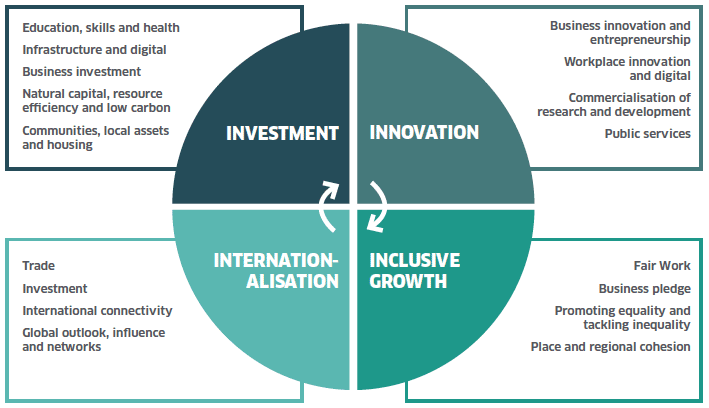 Education, skills and health
Infrastructure and digital
Business investment
Natural capital, resource
efficiency and low carbon
Communities, local assets
and housing
INVESTMENT
INNOVATION
Business innovation and
entrepreneurship
Workplace innovation
and digital
Commercialisation of
research and development
Public services
Trade
Investment
International connectivity
Global outlook, influence
and networks
INTERNATION-
ALISATION
INCLUSIVE
GROWTH
Fair Work
Business pledge
Promoting equality and
tackling inequality
Place and regional cohesion